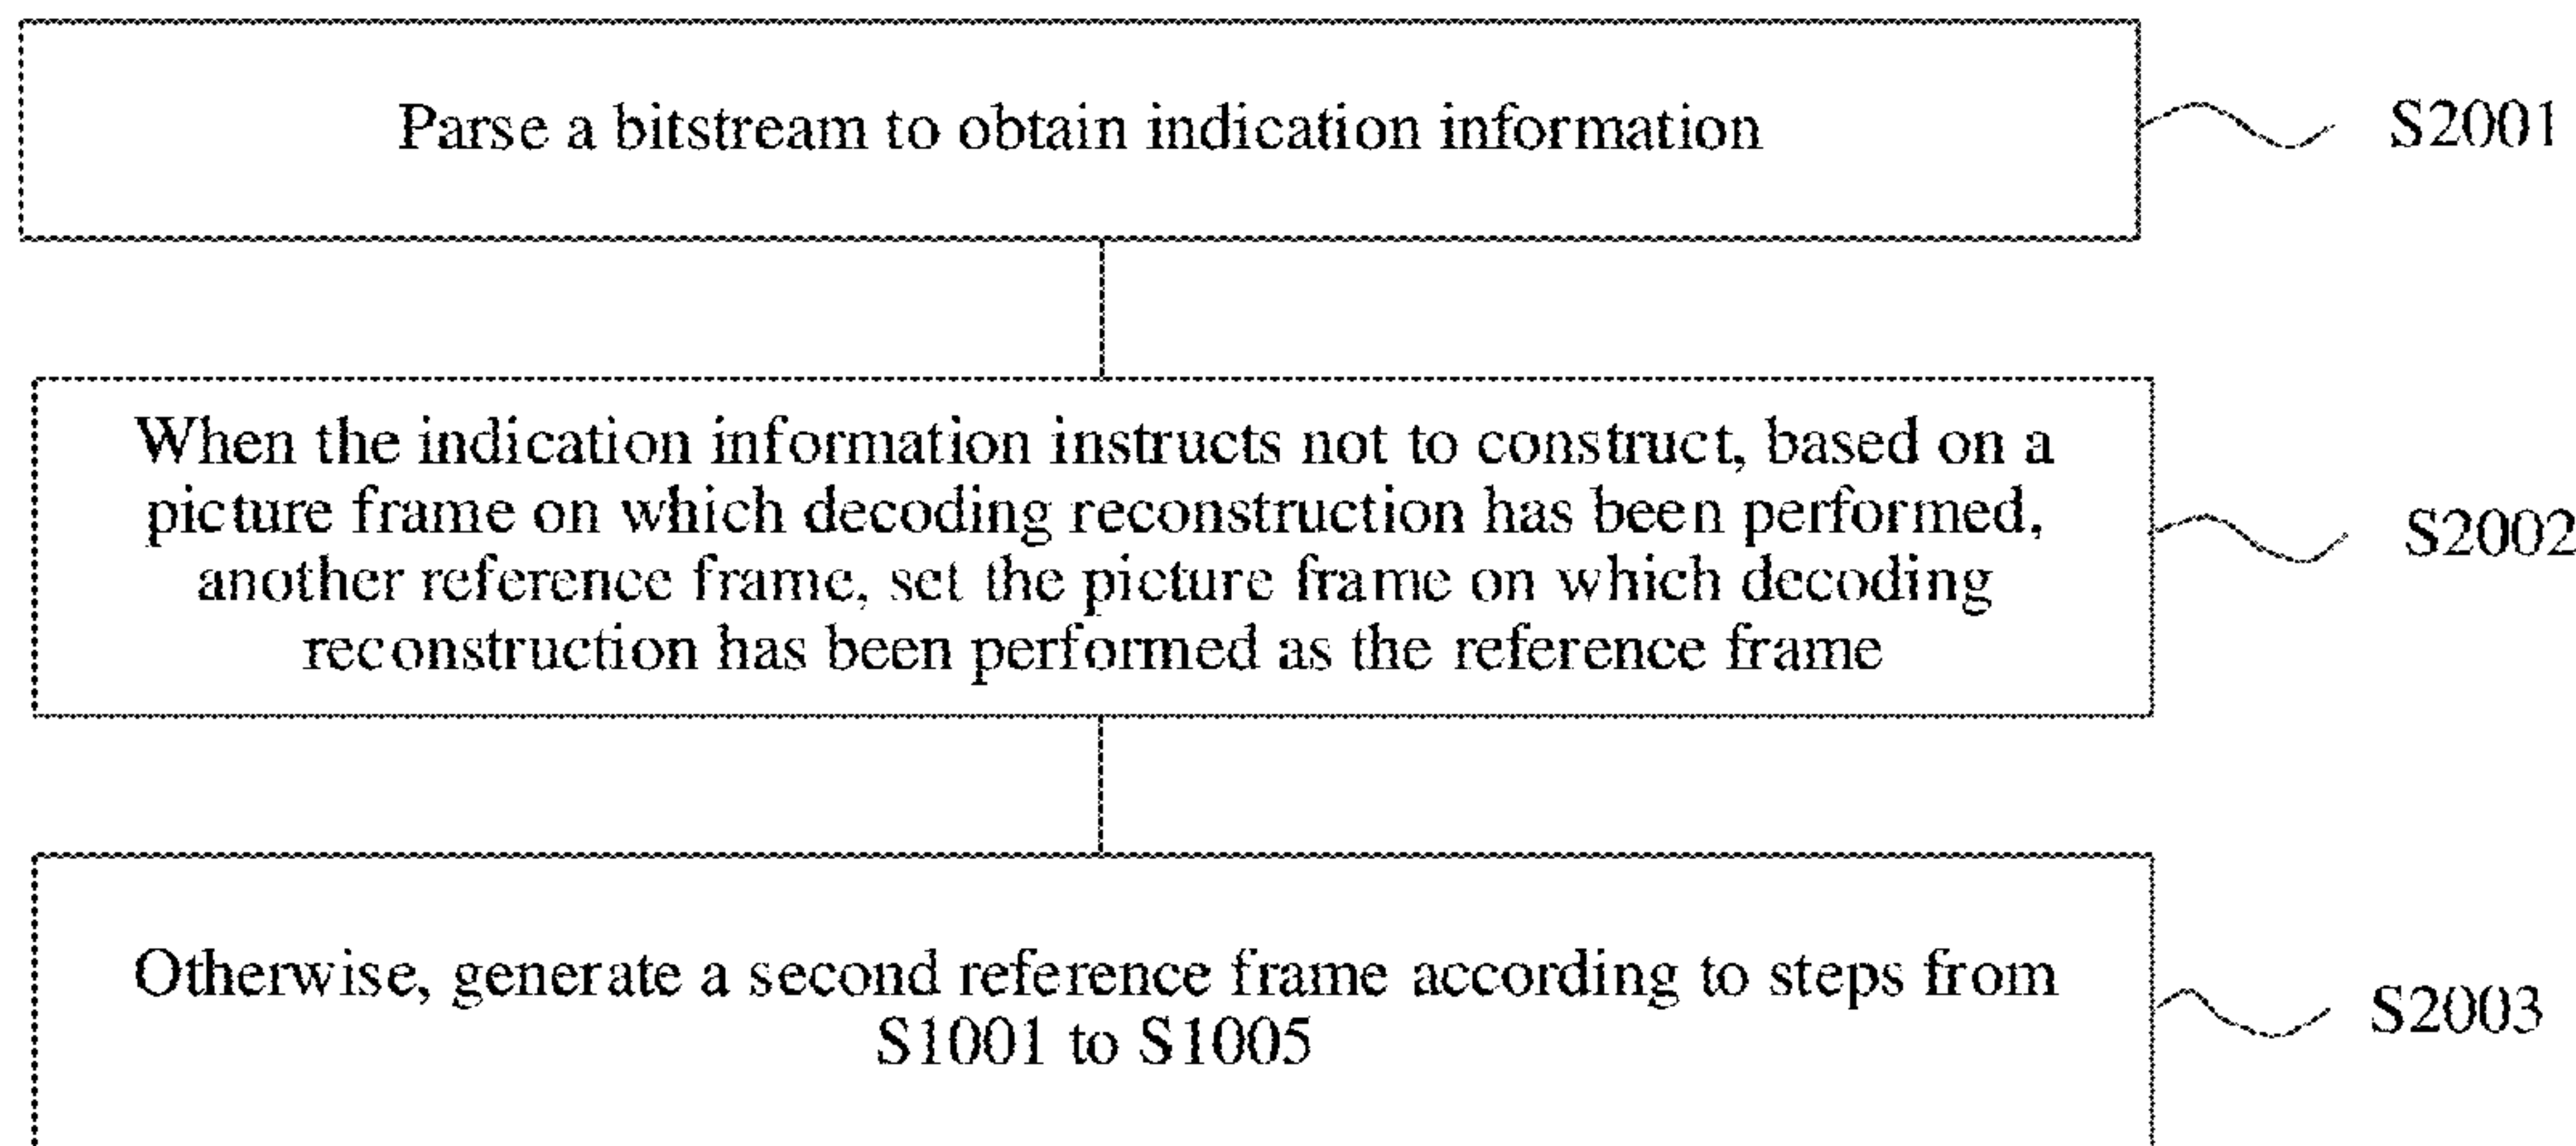 Parse a bitstream to obtain indication information
S2001
When the indication information instructs not to construct, based on a
picture frame on which decoding reconstruction has been performed,
another reference frame, set the picture frame on which decoding
reconstruction has been performed as the reference frame
S2002
Otherwise, generate a second reference frame according to steps from
S1001 to S1005
S2003